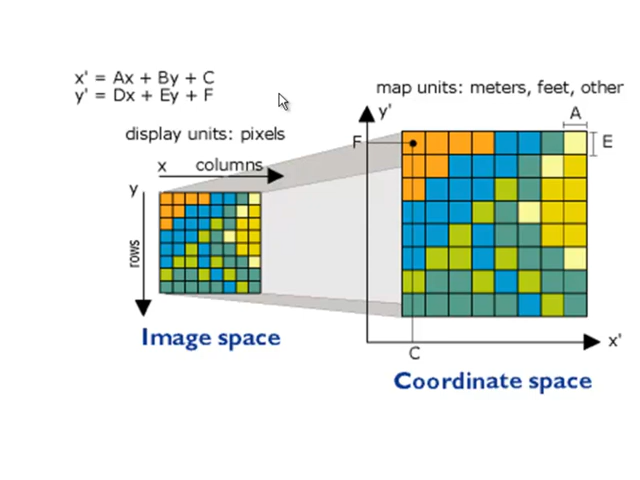 x' = Ax + By + C
y' = Dx + Ey + F
map units: meters, feet, other
display units: pixels
x columns
y
rows
Image space
y'
A
F
E
C
x'
Coordinate space